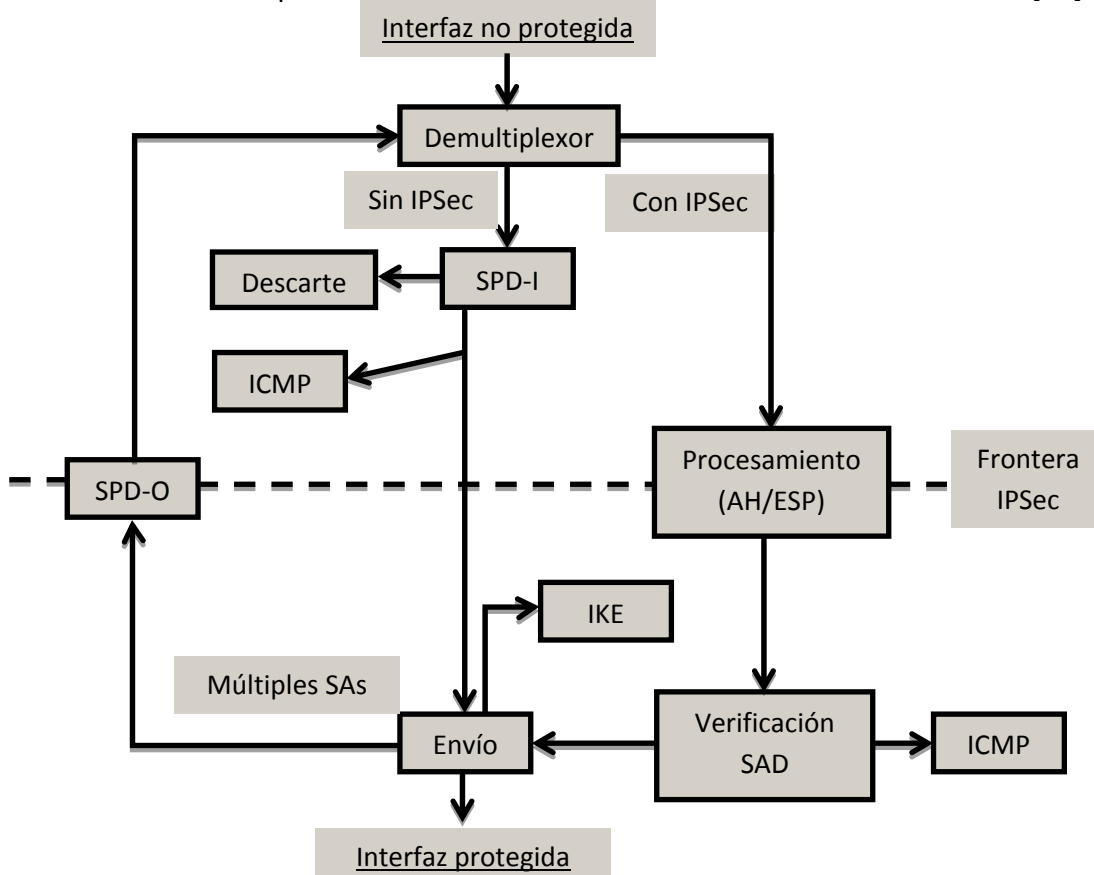 Interfaz no protegida
Demultiplexor
Sin IPSec
Con IPSec
Descarte
SPD-I
ICMP
Procesamiento
(AH/ESP)
Frontera
IPSec
SPD-O
IKE
Múltiples SAs
Envío
Verificación
SAD
ICMP
Interfaz protegida